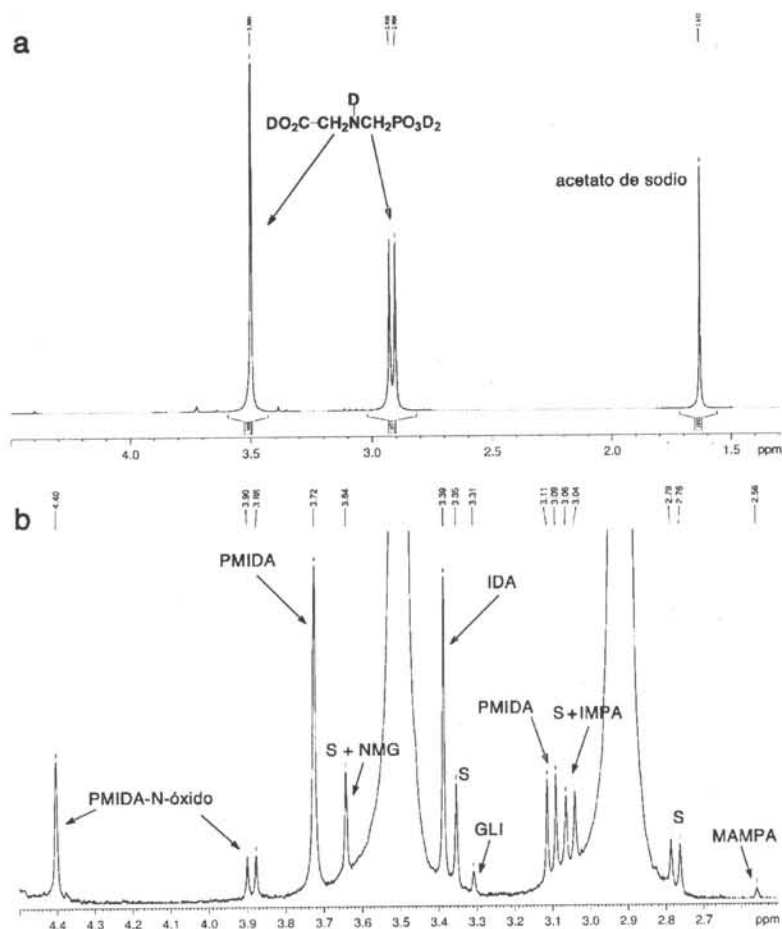 a
D
DO₂C-CH₂NCH₂PO₃D₂
acetato de sodio
4.0 3.5 3.0 2.5 2.0 1.5 ppm
b
4.40 3.90 3.88 3.72 3.64 3.39 3.35 3.31 3.11 3.09 3.06 3.04 2.79 2.76 2.56
PMIDA
IDA
PMIDA
S+IMPA
S + NMG
S
PMIDA-N-óxido
GLI
S
MAMPA
4.4 4.3 4.2 4.1 4.0 3.9 3.8 3.7 3.6 3.5 3.4 3.3 3.2 3.1 3.0 2.9 2.8 2.7 ppm